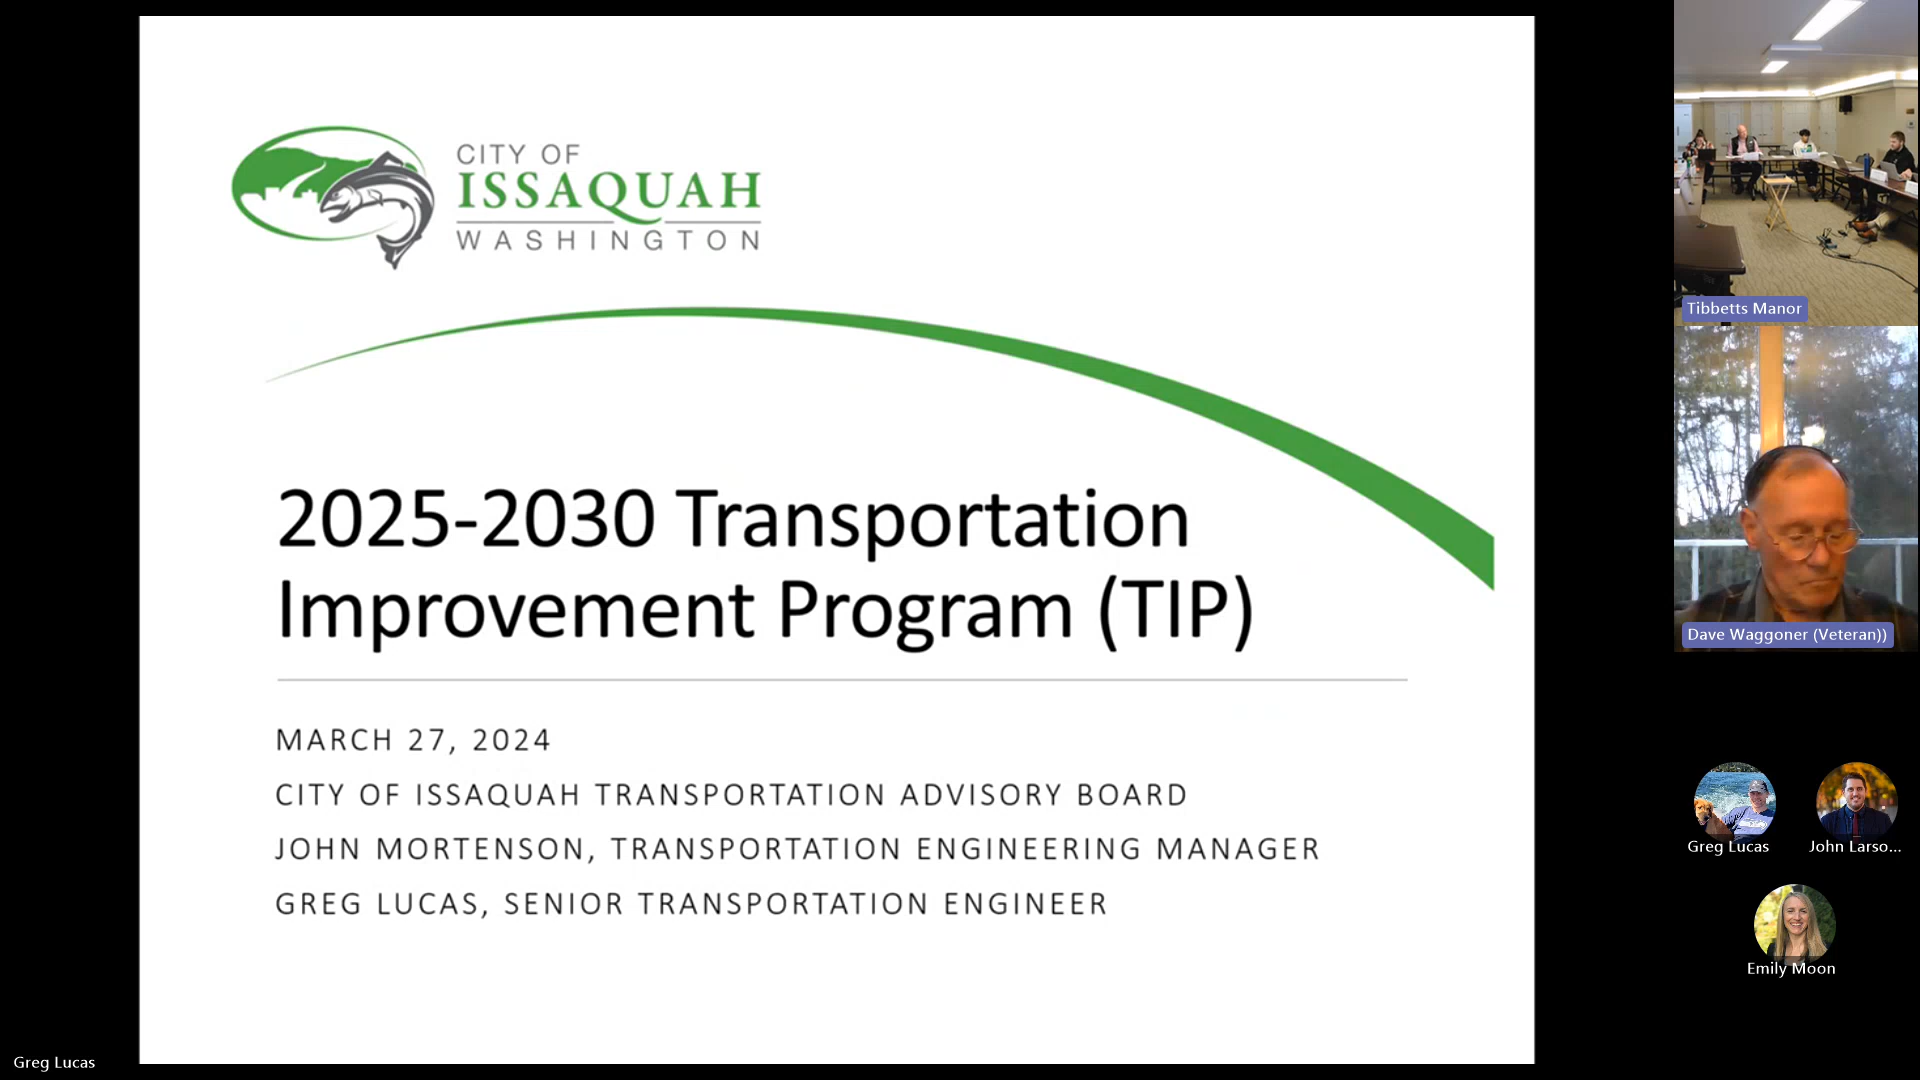 CITY OF
ISSAQUAH
WASHINGTON
2025-2030 Transportation
Improvement Program (TIP)
MARCH 27, 2024
CITY OF ISSAQUAH TRANSPORTATION ADVISORY BOARD
JOHN MORTENSON, TRANSPORTATION ENGINEERING MANAGER
GREG LUCAS, SENIOR TRANSPORTATION ENGINEER
Tibbetts Manor
Dave Waggoner (Veteran))
Greg Lucas
John Larso...
Emily Moon
Greg Lucas